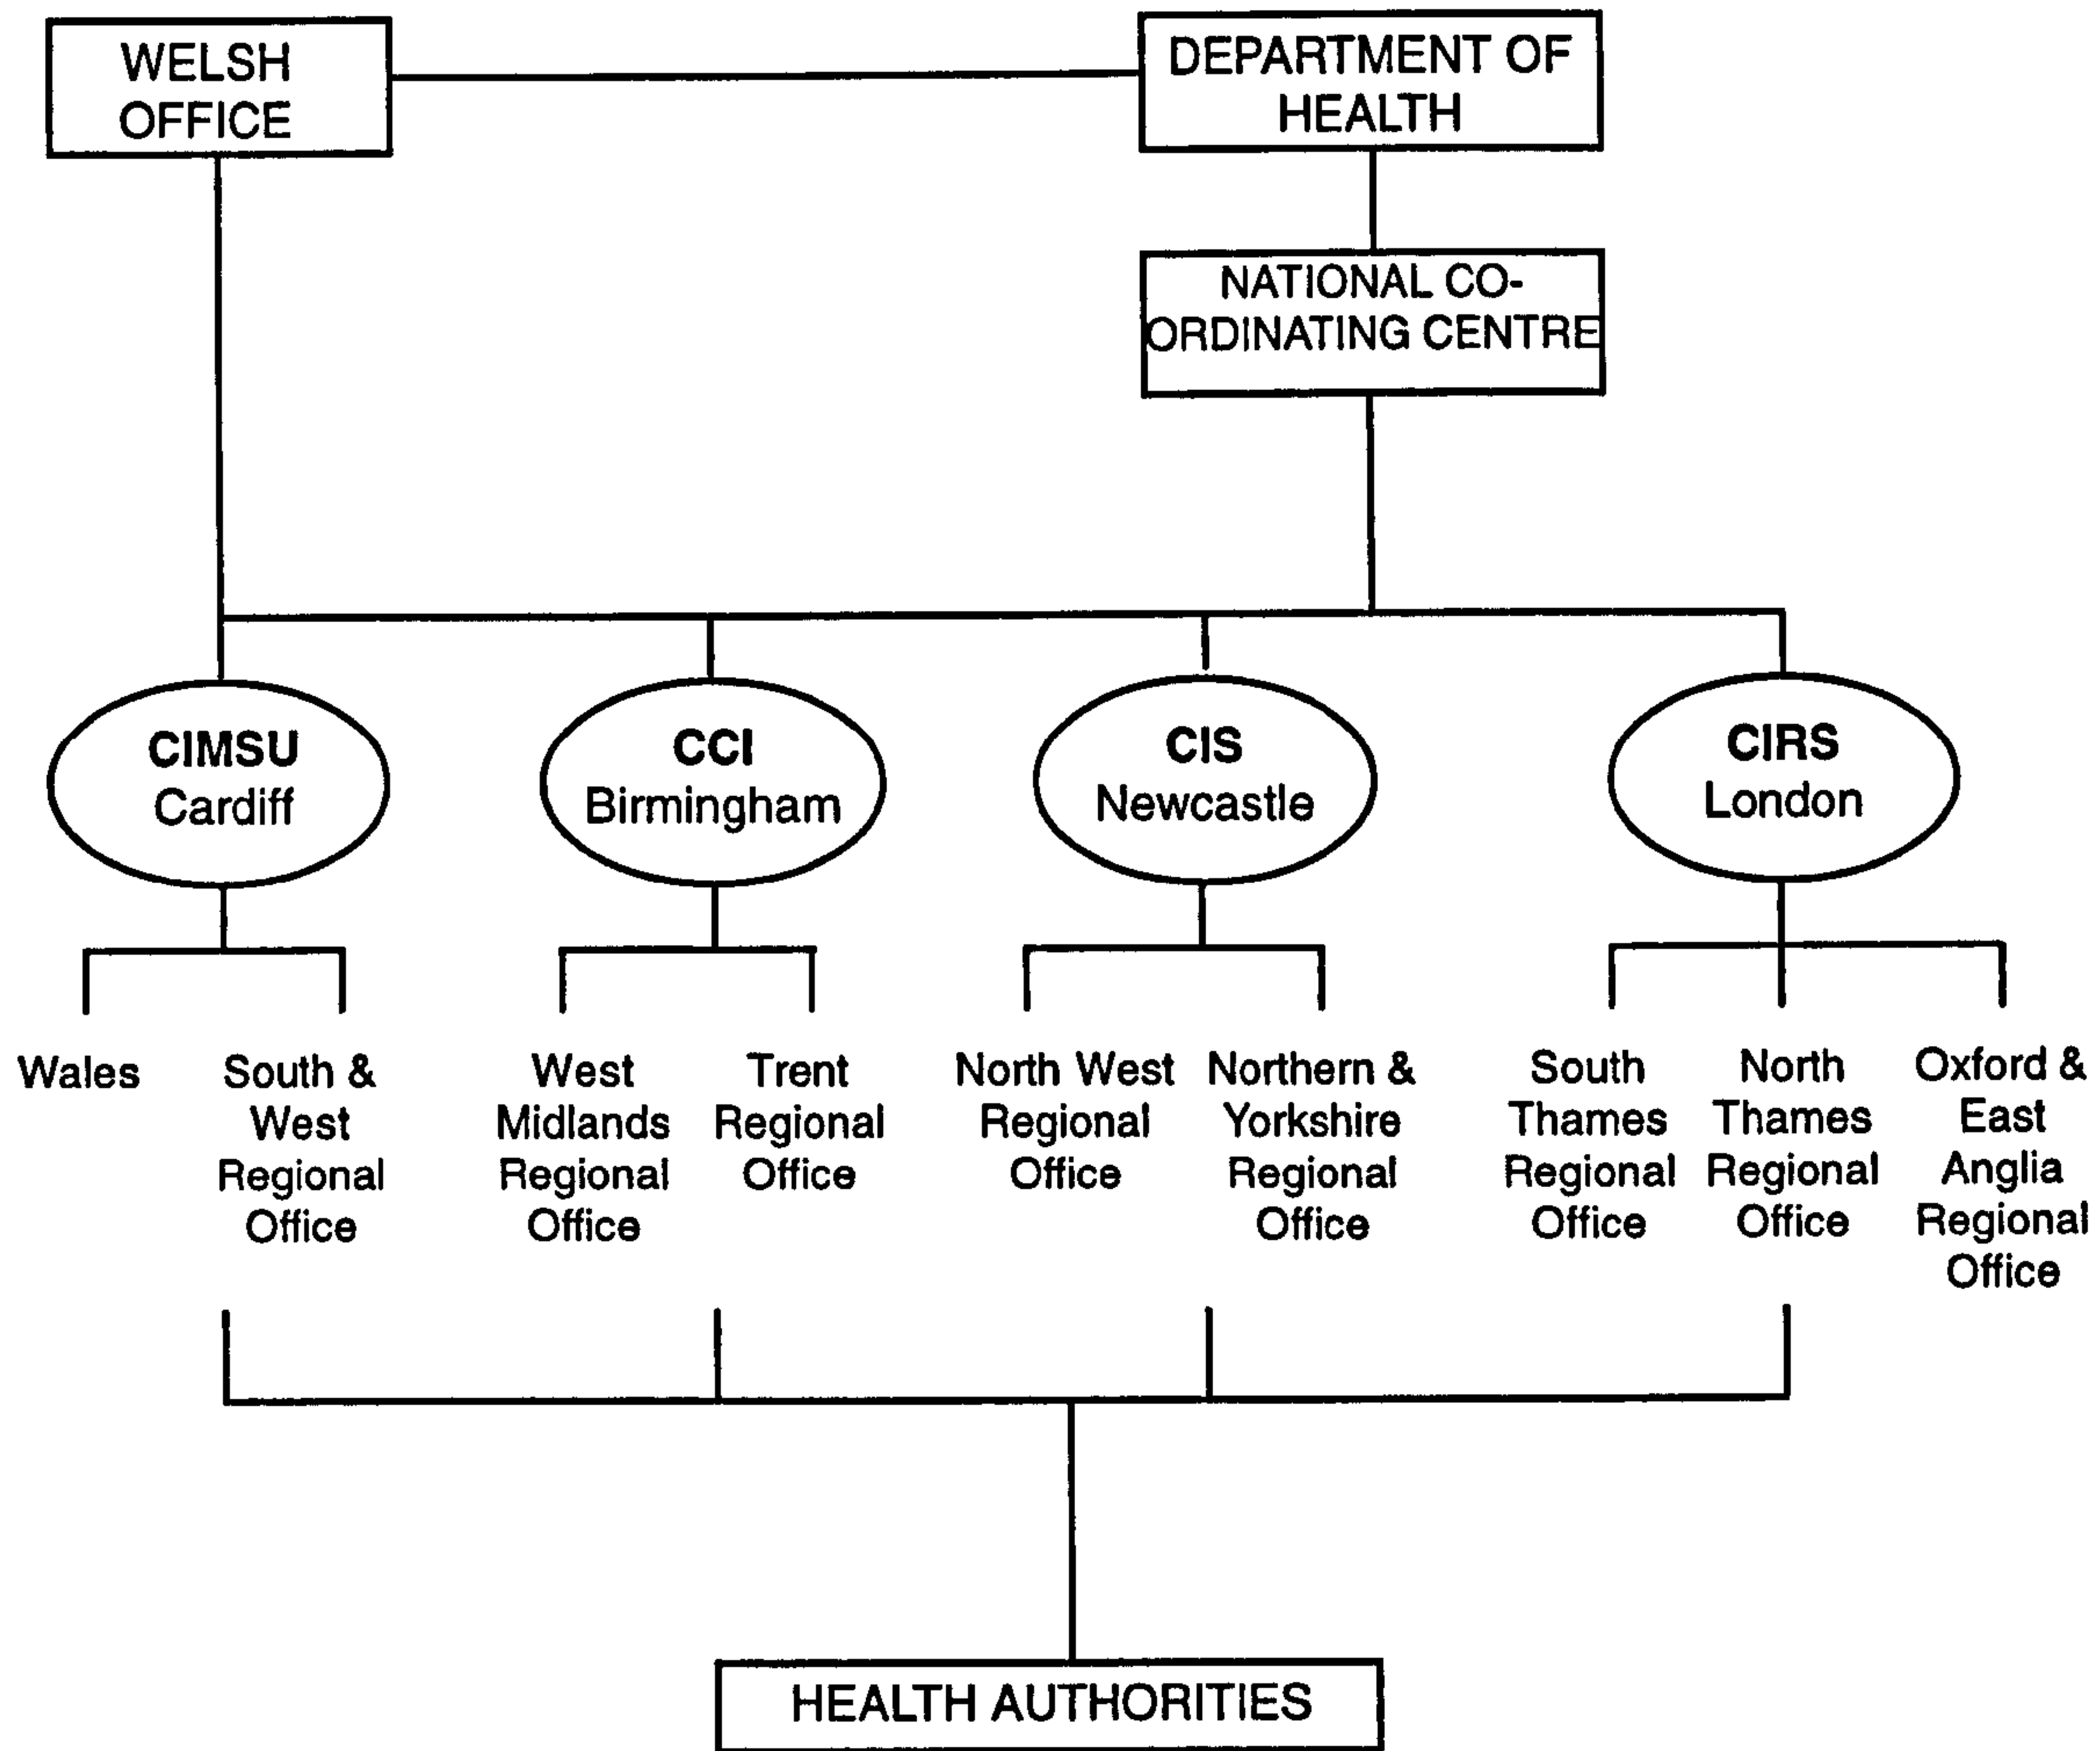 WELSH
OFFICE
DEPARTMENT OF
HEALTH
NATIONAL CO-
ORDINATING CENTRE
CIMSU
Cardiff
CCI
Birmingham
CIS
Newcastle
CIRS
London
Wales
South &
West
Regional
Office
West
Midlands
Regional
Office
Trent
Regional
Office
North West
Regional
Office
Northern &
Yorkshire
Regional
Office
South
Thames
Regional
Office
North
Thames
Regional
Office
Oxford &
East
Anglia
Regional
Office
HEALTH AUTHORITIES